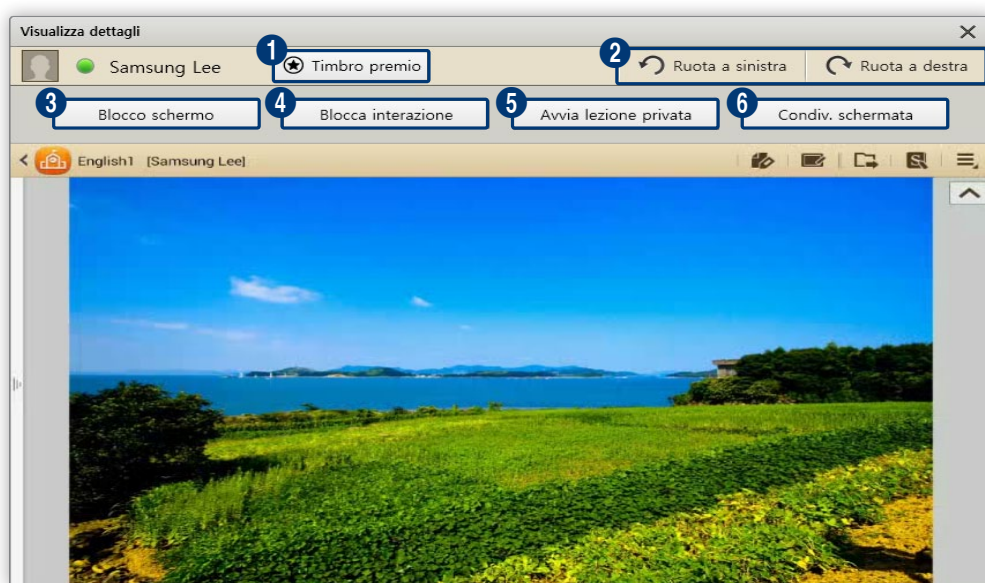 Visualizza dettagli
Samsung Lee 1 Timbro premio 2 Ruota a sinistra Ruota a destra
3 Blocco schermo 4 Blocca interazione 5 Avvia lezione privata 6 Condiv. schermata
English1 [Samsung Lee]